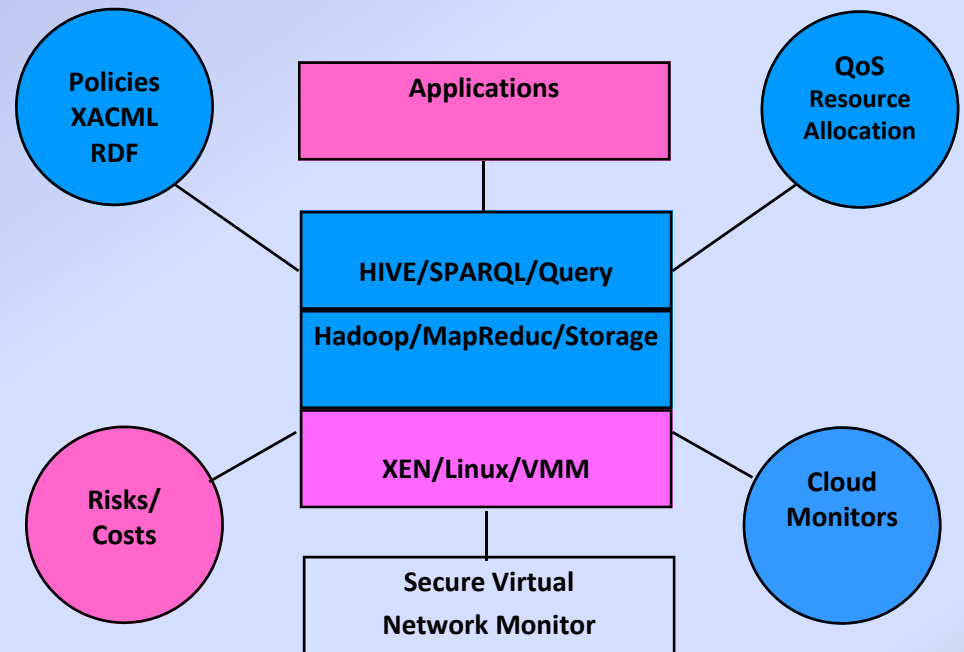 Policies
XACML
RDF
Applications
QoS
Resource
Allocation
HIVE/SPARQL/Query
Hadoop/MapReduc/Storage
XEN/Linux/VMM
Risks/
Costs
Cloud
Monitors
Secure Virtual
Network Monitor